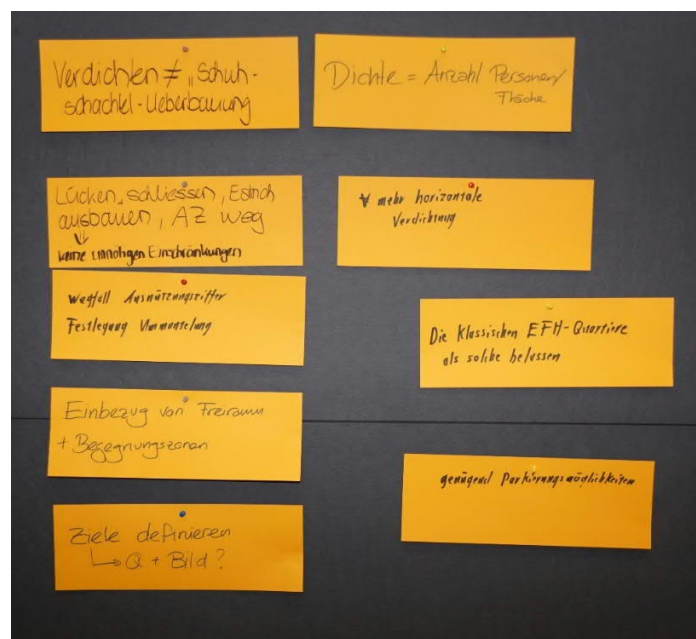 Verdichten ≠ „Schuh-
schachtel-Ueberbauung
Dichte = Anzahl Personen/
Fläche
Lücken schliessen, Estrich
ausbauen, AZ weg
↓
keine unnötigen Einschränkungen
∀ mehr horizontale
Verdichtung
Wegfall Ausnützungsziffer
Festlegung Ummantelung
Die Klassischen EFH-Quartiere
als solche belassen
Einbezug von Freiraum
+ Begegnungszonen
genügend Parkierungsmöglichkeiten
Ziele definieren
↳ Q + Bild?